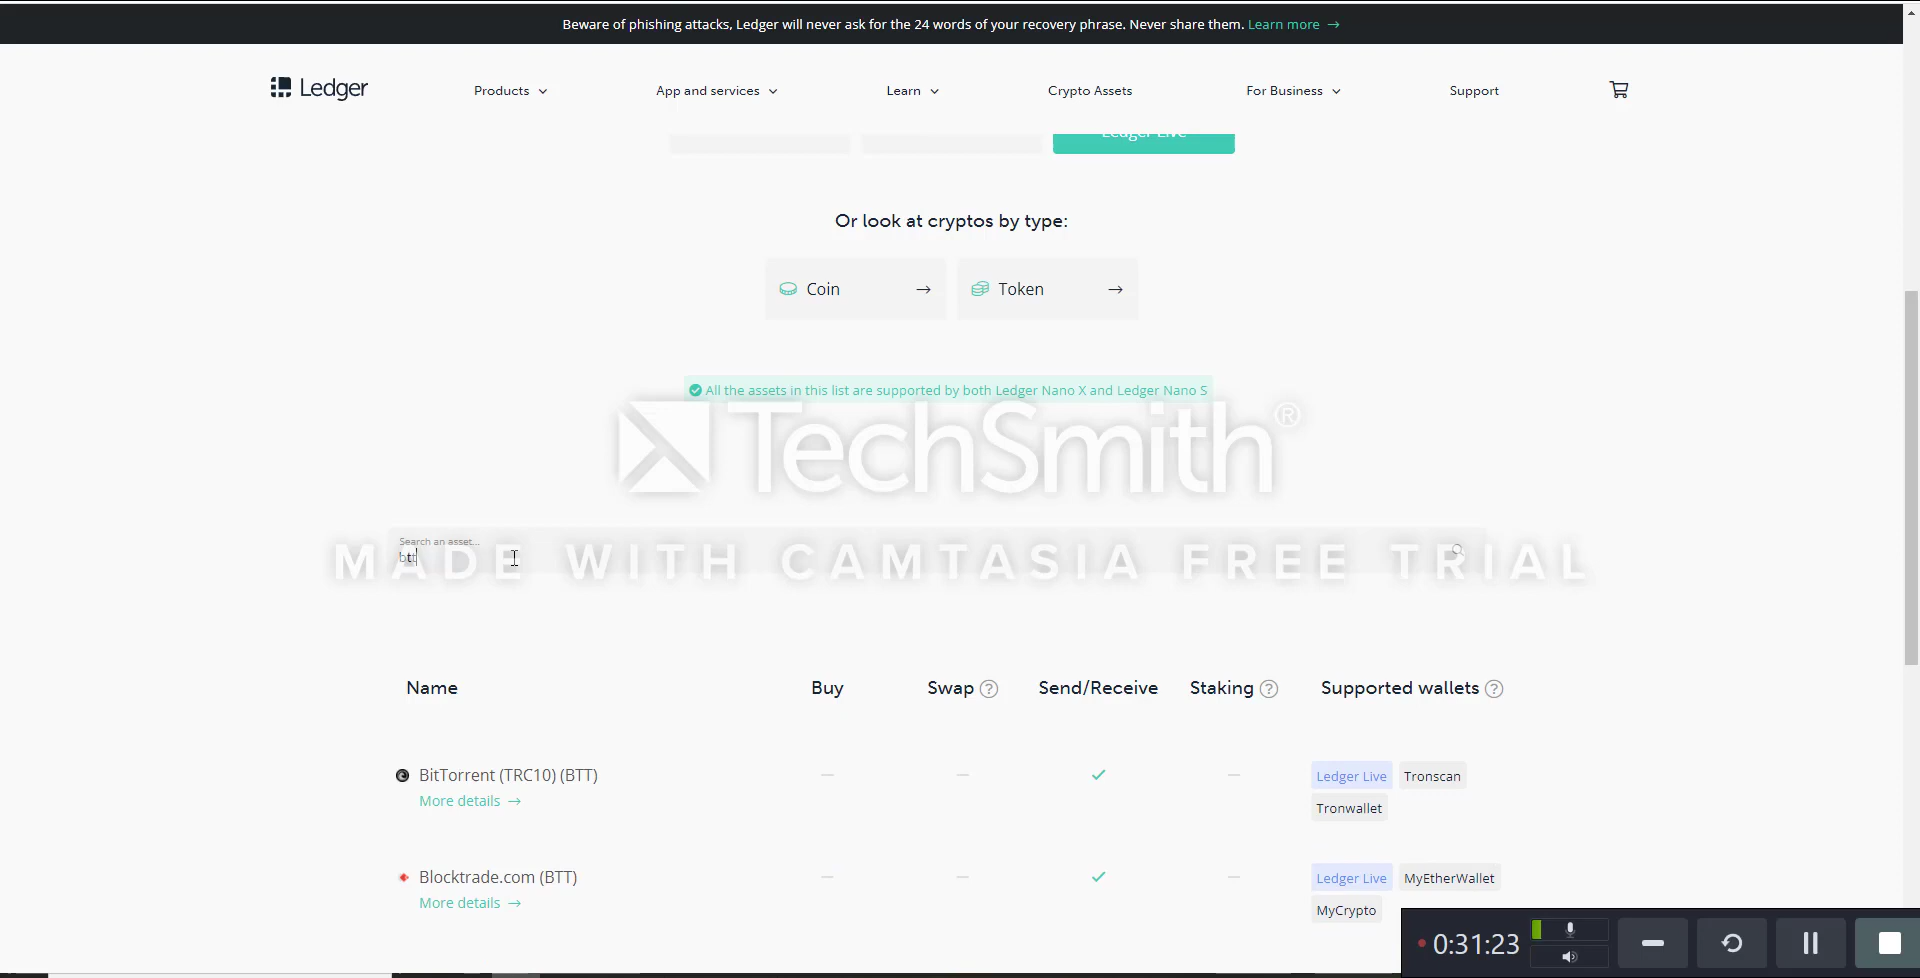 Beware of phishing attacks, Ledger will never ask for the 24 words of your recovery phrase. Never share them. Learn more →
Ledger
Products
App and services
Learn
Crypto Assets
For Business
Support
Ledger Live
Or look at cryptos by type:
Coin →
Token →
All the assets in this list are supported by both Ledger Nano X and Ledger Nano S
TechSmith®
Search an asset...
btt
MADE WITH CAMTASIA FREE TRIAL
Name
Buy
Swap ?
Send/Receive
Staking ?
Supported wallets ?
BitTorrent (TRC10) (BTT)
More details →
Ledger Live
Tronscan
Tronwallet
Blocktrade.com (BTT)
More details →
Ledger Live
MyEtherWallet
MyCrypto
0:31:23